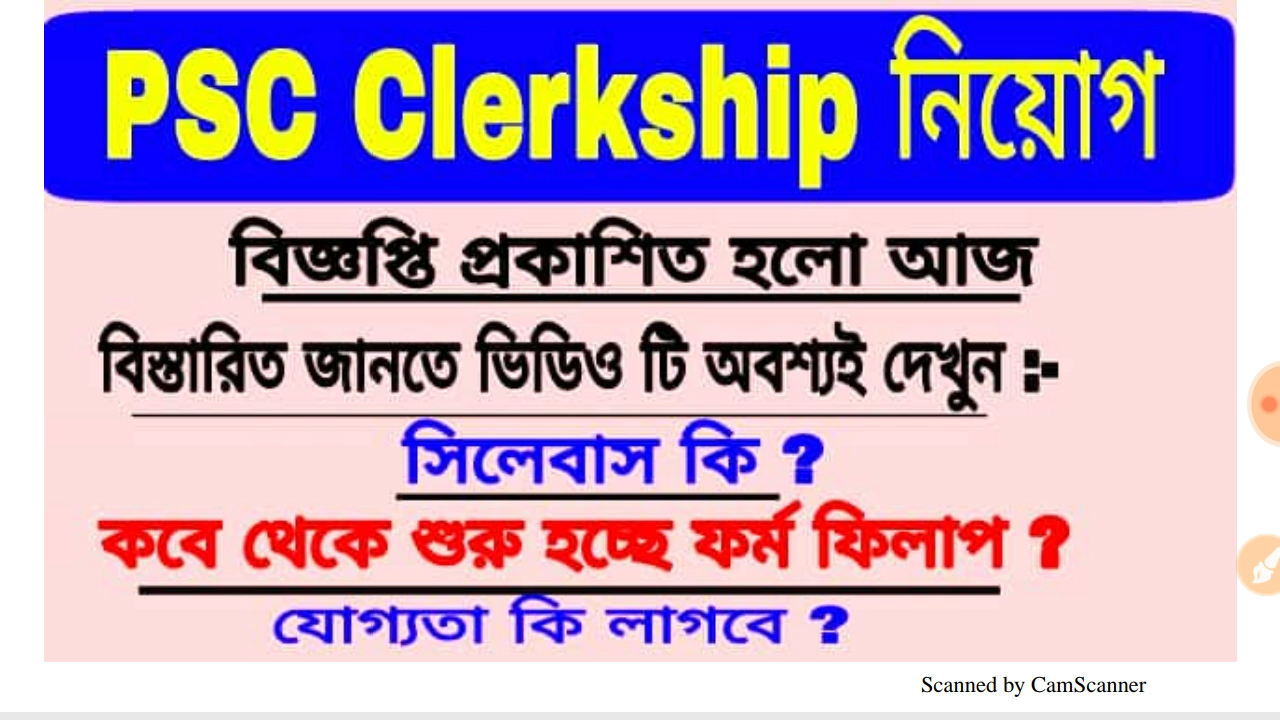 PSC Clerkship নিয়োগ
বিজ্ঞপ্তি প্রকাশিত হলো আজ
বিস্তারিত জানতে ভিডিও টি অবশ্যই দেখুন :-
সিলেবাস কি ?
কবে থেকে শুরু হচ্ছে ফর্ম ফিলাপ ?
যোগ্যতা কি লাগবে ?
Scanned by CamScanner